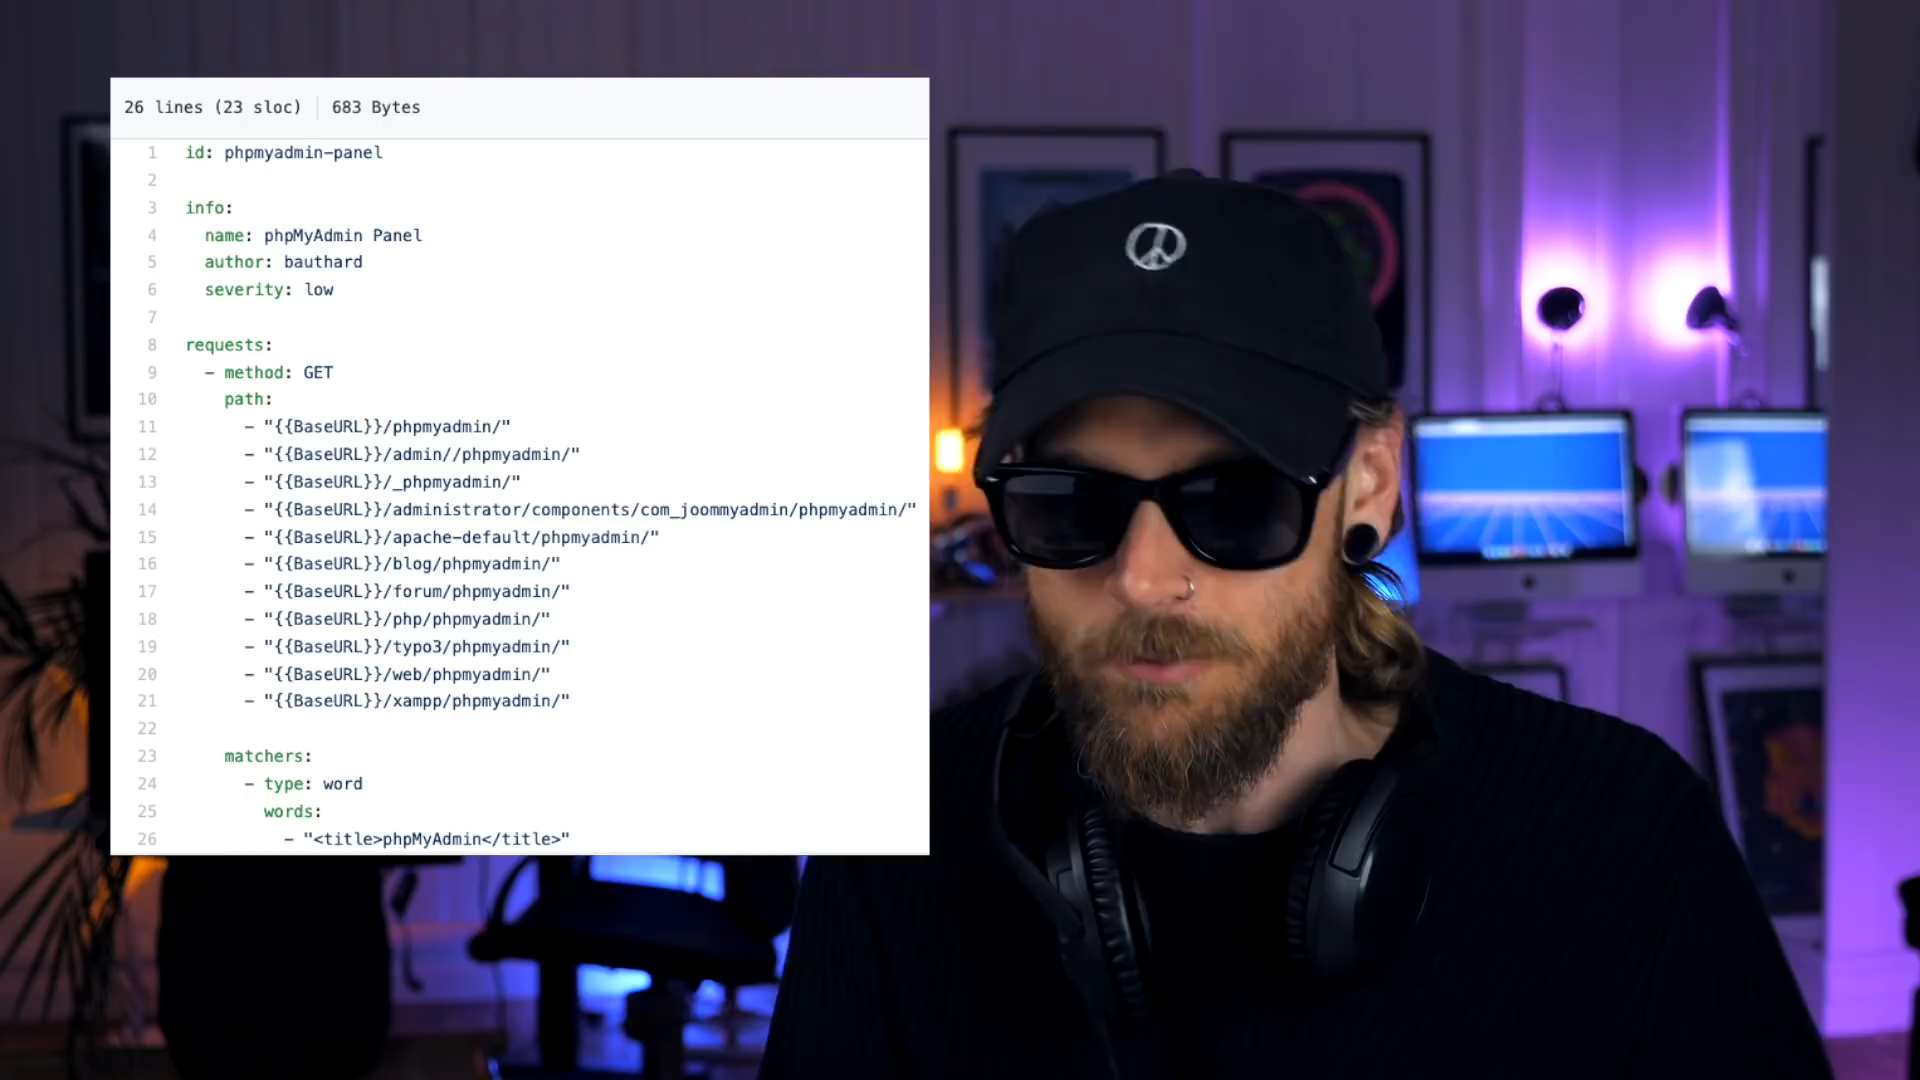 26 lines (23 sloc) 683 Bytes
1 id: phpmyadmin-panel
2
3 info:
4 name: phpMyAdmin Panel
5 author: bauthard
6 severity: low
7
8 requests:
9 - method: GET
10 path:
11 - "{{BaseURL}}/phpmyadmin/"
12 - "{{BaseURL}}/admin//phpmyadmin/"
13 - "{{BaseURL}}/_phpmyadmin/"
14 - "{{BaseURL}}/administrator/components/com_joommyadmin/phpmyadmin/"
15 - "{{BaseURL}}/apache-default/phpmyadmin/"
16 - "{{BaseURL}}/blog/phpmyadmin/"
17 - "{{BaseURL}}/forum/phpmyadmin/"
18 - "{{BaseURL}}/php/phpmyadmin/"
19 - "{{BaseURL}}/typo3/phpmyadmin/"
20 - "{{BaseURL}}/web/phpmyadmin/"
21 - "{{BaseURL}}/xampp/phpmyadmin/"
22
23 matchers:
24 - type: word
25 words:
26 - "<title>phpMyAdmin</title>"